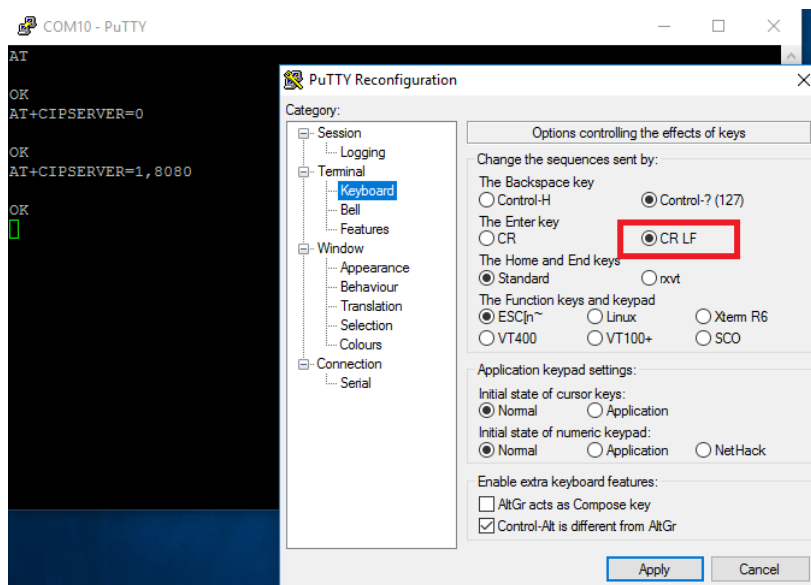 COM10 - PuTTY
AT
OK
AT+CIPSERVER=0
OK
AT+CIPSERVER=1,8080
OK
PuTTY Reconfiguration
Category:
Session
Logging
Terminal
Keyboard
Bell
Features
Window
Appearance
Behaviour
Translation
Selection
Colours
Connection
Serial
Options controlling the effects of keys
Change the sequences sent by:
The Backspace key
Control-H
Control-? (127)
The Enter key
CR
CR LF
The Home and End keys
Standard
rxvt
The Function keys and keypad
ESC[n~
Linux
Xterm R6
VT400
VT100+
SCO
Application keypad settings:
Initial state of cursor keys:
Normal
Application
Initial state of numeric keypad:
Normal
Application
NetHack
Enable extra keyboard features:
AltGr acts as Compose key
Control-Alt is different from AltGr
Apply
Cancel